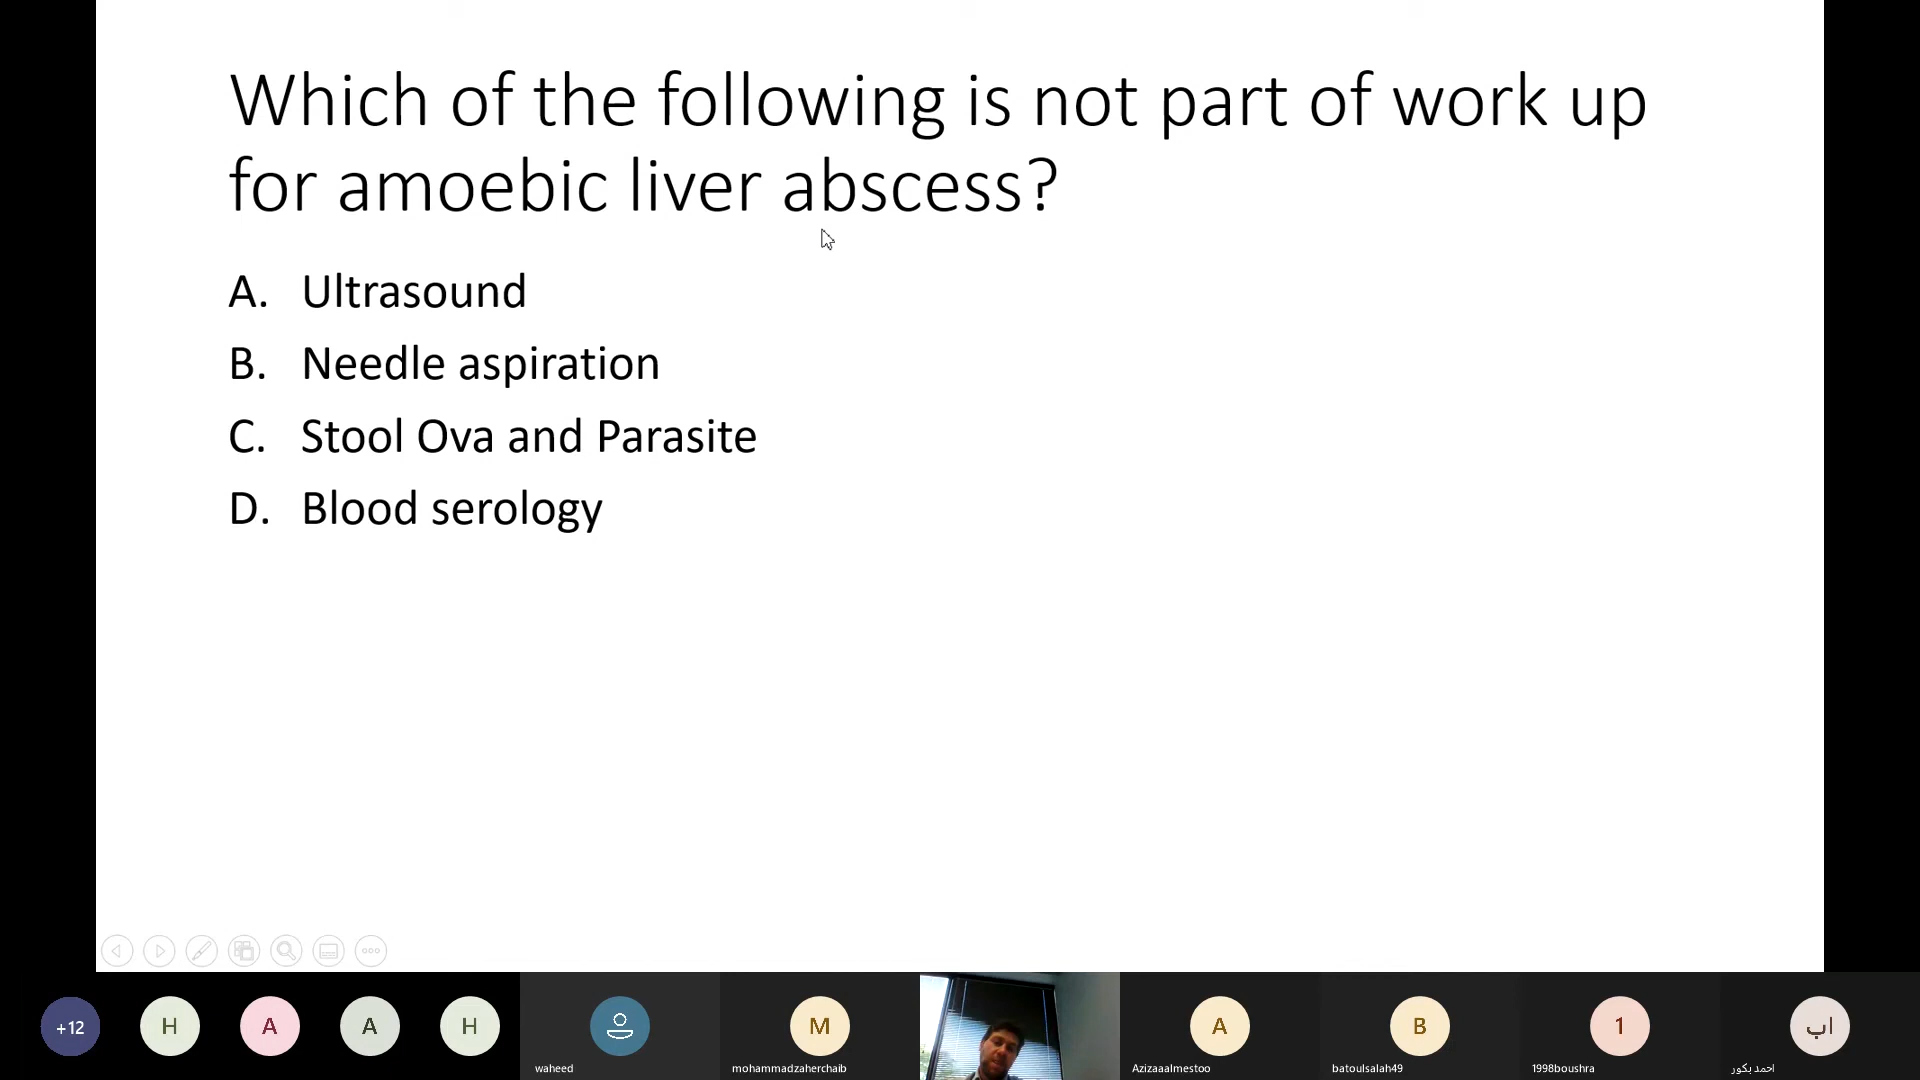 Which of the following is not part of work up
for amoebic liver abscess?
A. Ultrasound
B. Needle aspiration
C. Stool Ova and Parasite
D. Blood serology
+12
H
A
A
H
waheed
M
mohammadzaherchaib
A
Azizaaalmestoo
B
batoulsalah49
1
1998boushra
اب
احمد بكور